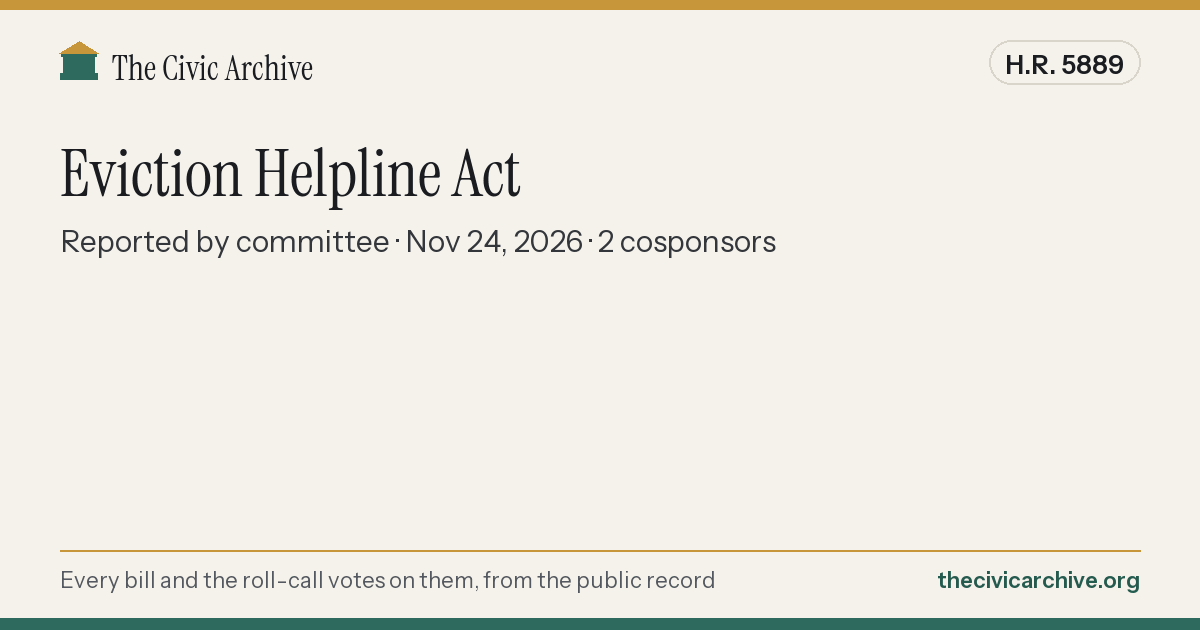 The Civic Archive
H.R. 5889
Eviction Helpline Act
Reported by committee · Nov 24, 2026 · 2 cosponsors
Every bill and the roll-call votes on them, from the public record
thecivicarchive.org